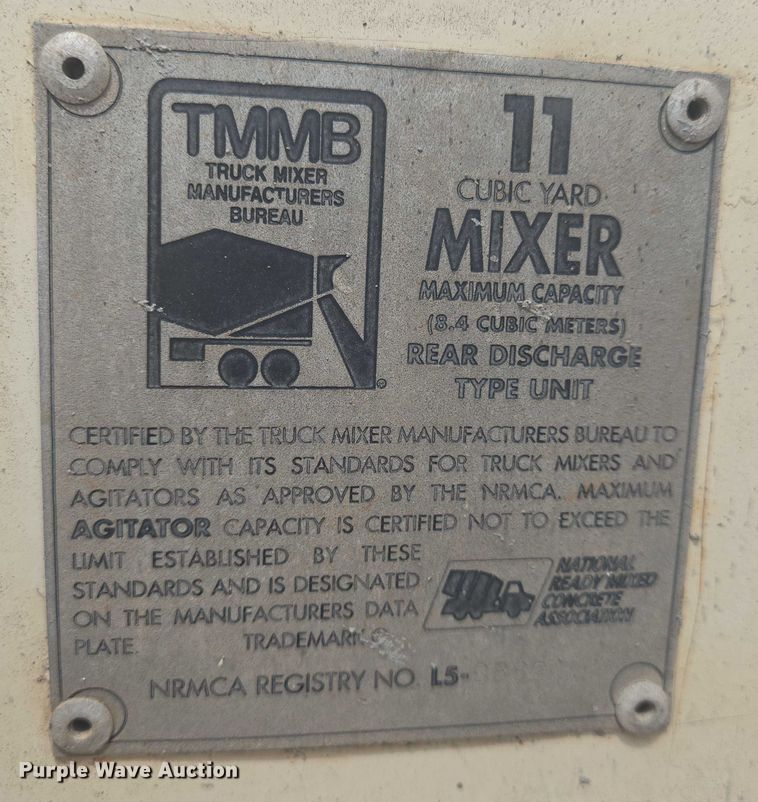 TMMB
TRUCK MIXER
MANUFACTURERS
BUREAU
®
11
CUBIC YARD
MIXER
MAXIMUM CAPACITY
(8.4 CUBIC METERS)
REAR DISCHARGE
TYPE UNIT
CERTIFIED BY THE TRUCK MIXER MANUFACTURERS BUREAU TO
COMPLY WITH ITS STANDARDS FOR TRUCK MIXERS AND
AGITATORS AS APPROVED BY THE NRMCA. MAXIMUM
AGITATOR CAPACITY IS CERTIFIED NOT TO EXCEED THE
LIMIT ESTABLISHED BY THESE
STANDARDS AND IS DESIGNATED
ON THE MANUFACTURERS DATA
PLATE. TRADEMARK
NATIONAL
READY MIXED
CONCRETE
ASSOCIATION
NRMCA REGISTRY NO. L5-
Purple Wave Auction